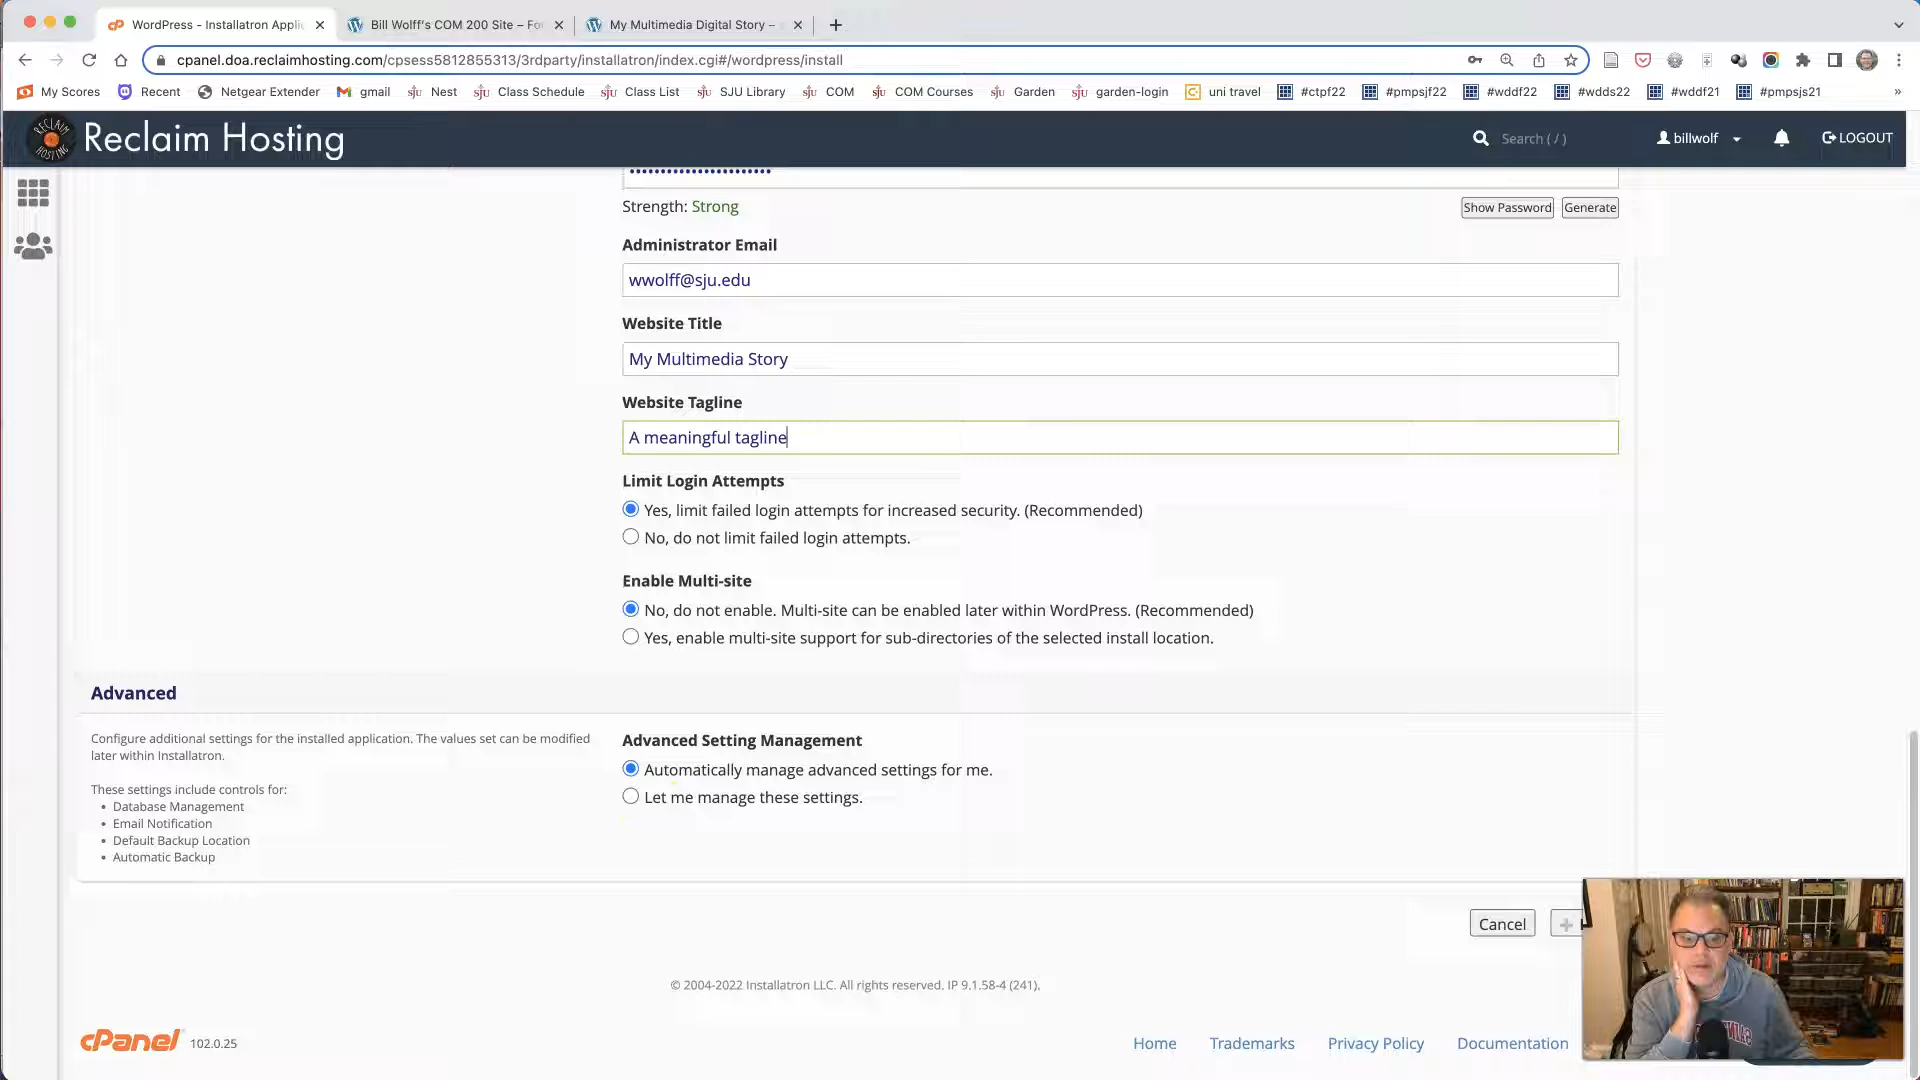 WordPress - Installatron Applic
Bill Wolff's COM 200 Site – Fo
My Multimedia Digital Story –
cpanel.doa.reclaimhosting.com/cpsess5812855313/3rdparty/installatron/index.cgi#/wordpress/install
My Scores
Recent
Netgear Extender
gmail
sju Nest
sju Class Schedule
sju Class List
sju SJU Library
sju COM
sju COM Courses
sju Garden
sju garden-login
uni travel
#ctpf22
#pmpsjf22
#wddf22
#wdds22
#wddf21
#pmpsjs21
»
RECLAIM HOSTING
Reclaim Hosting
Search ( / )
billwolf
LOGOUT
Strength: Strong
Show Password
Generate
Administrator Email
wwolff@sju.edu
Website Title
My Multimedia Story
Website Tagline
A meaningful tagline
Limit Login Attempts
Yes, limit failed login attempts for increased security. (Recommended)
No, do not limit failed login attempts.
Enable Multi-site
No, do not enable. Multi-site can be enabled later within WordPress. (Recommended)
Yes, enable multi-site support for sub-directories of the selected install location.
Advanced
Configure additional settings for the installed application. The values set can be modified
later within Installatron.
These settings include controls for:
• Database Management
• Email Notification
• Default Backup Location
• Automatic Backup
Advanced Setting Management
Automatically manage advanced settings for me.
Let me manage these settings.
Cancel
© 2004-2022 Installatron LLC. All rights reserved. IP 9.1.58-4 (241),
cPanel 102.0.25
Home
Trademarks
Privacy Policy
Documentation